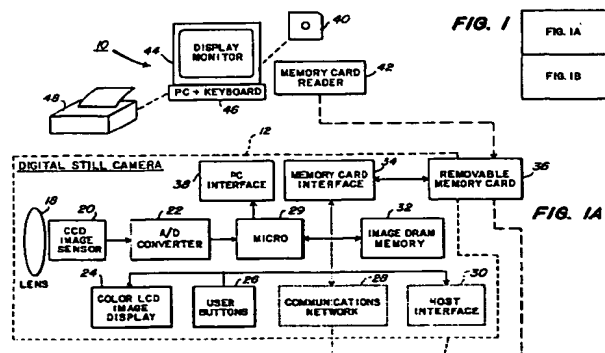 FIG. 1
FIG. 1A
FIG. 1B
10
44
DISPLAY
MONITOR
40
MEMORY CARD
READER
42
48
PC + KEYBOARD
46
12
DIGITAL STILL CAMERA
38
PC
INTERFACE
MEMORY CARD
INTERFACE
34
REMOVABLE
MEMORY CARD
36
FIG. 1A
18
LENS
20
CCD
IMAGE
SENSOR
22
A/D
CONVERTER
29
MICRO
32
IMAGE DRAM
MEMORY
24
COLOR LCD
IMAGE
DISPLAY
26
USER
BUTTONS
28
COMMUNICATIONS
NETWORK
30
HOST
INTERFACE